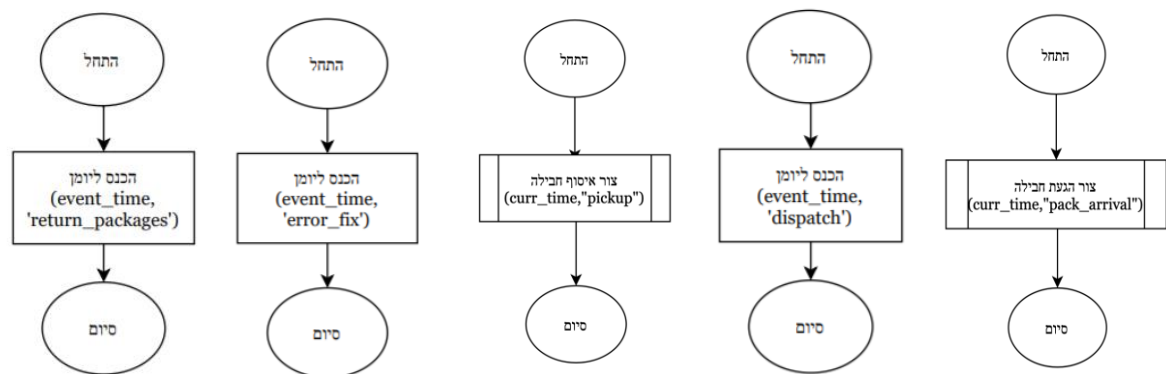 התחל
הכנס ליומן
(event_time,
'return_packages')
סיום
התחל
הכנס ליומן
(event_time,
'error_fix')
סיום
התחל
צור איסוף חבילה
(curr_time,"pickup")
סיום
התחל
הכנס ליומן
(event_time,
'dispatch')
סיום
התחל
צור הגעת חבילה
(curr_time,"pack_arrival")
סיום